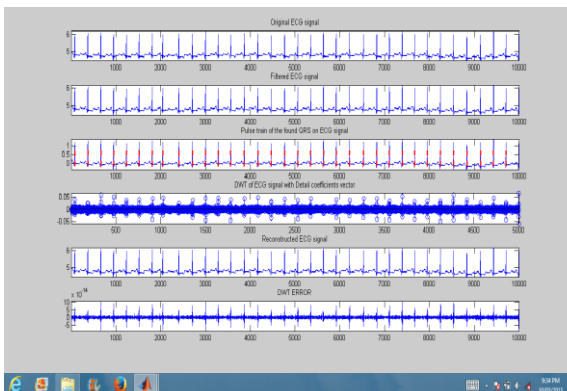 Original ECG signal
6
5
1000 2000 3000 4000 5000 6000 7000 8000 9000 10000
Filtered ECG signal
6
5
1000 2000 3000 4000 5000 6000 7000 8000 9000 10000
Pulse train of the found QRS on ECG signal
1
0.5
0
1000 2000 3000 4000 5000 6000 7000 8000 9000 10000
DWT of ECG signal with Detail coefficients vector
0.05
0
-0.05
500 1000 1500 2000 2500 3000 3500 4000 4500 5000
Reconstructed ECG signal
6
5
1000 2000 3000 4000 5000 6000 7000 8000 9000 10000
DWT ERROR
x 10
10
5
0
-5
1000 2000 3000 4000 5000 6000 7000 8000 9000 10000
9:34 PM